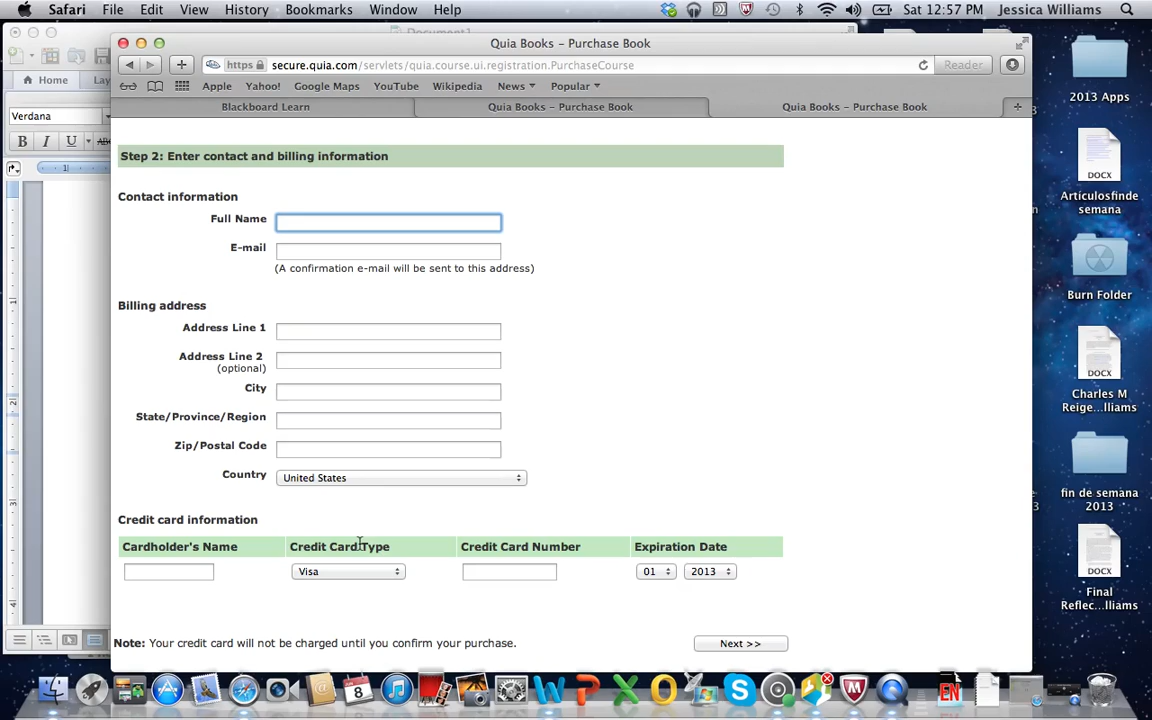 Safari File Edit View History Bookmarks Window Help Sat 12:57 PM Jessica Williams
Quia Books – Purchase Book
https secure.quia.com/servlets/quia.course.ui.registration.PurchaseCourse Reader
Apple Yahoo! Google Maps YouTube Wikipedia News Popular
Blackboard Learn Quia Books – Purchase Book Quia Books – Purchase Book
Home Lay
Verdana
B I U ABC
Step 2: Enter contact and billing information
Contact information
Full Name
E-mail
(A confirmation e-mail will be sent to this address)
Billing address
Address Line 1
Address Line 2
(optional)
City
State/Province/Region
Zip/Postal Code
Country United States
Credit card information
Cardholder's Name Credit Card Type Credit Card Number Expiration Date
Visa 01 2013
Note: Your credit card will not be charged until you confirm your purchase. Next >>
2013 Apps
DOCX
Artículosfinde
semana
Burn Folder
DOCX
Charles M
Reige...lliams
fin de semana
2013
DOCX
Final
Reflec...lliams
8
EN